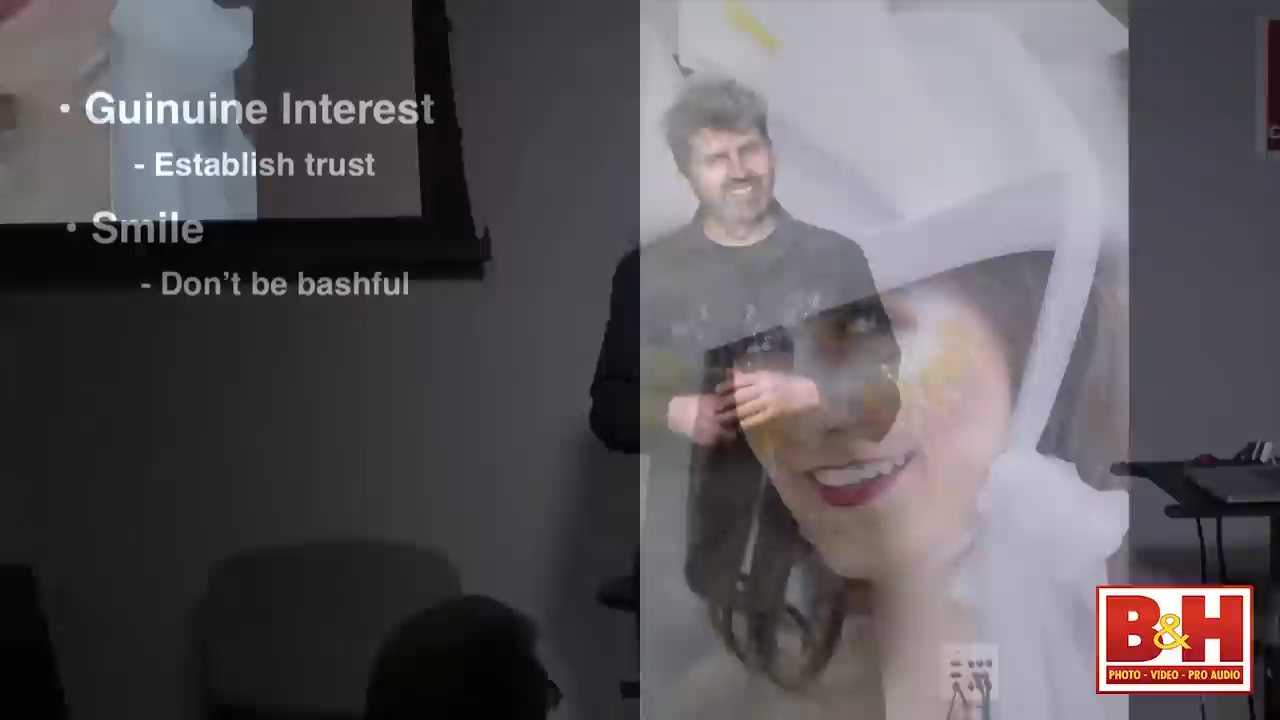 • Guinuine Interest
- Establish trust
• Smile
- Don't be bashful
B&H
PHOTO - VIDEO - PRO AUDIO